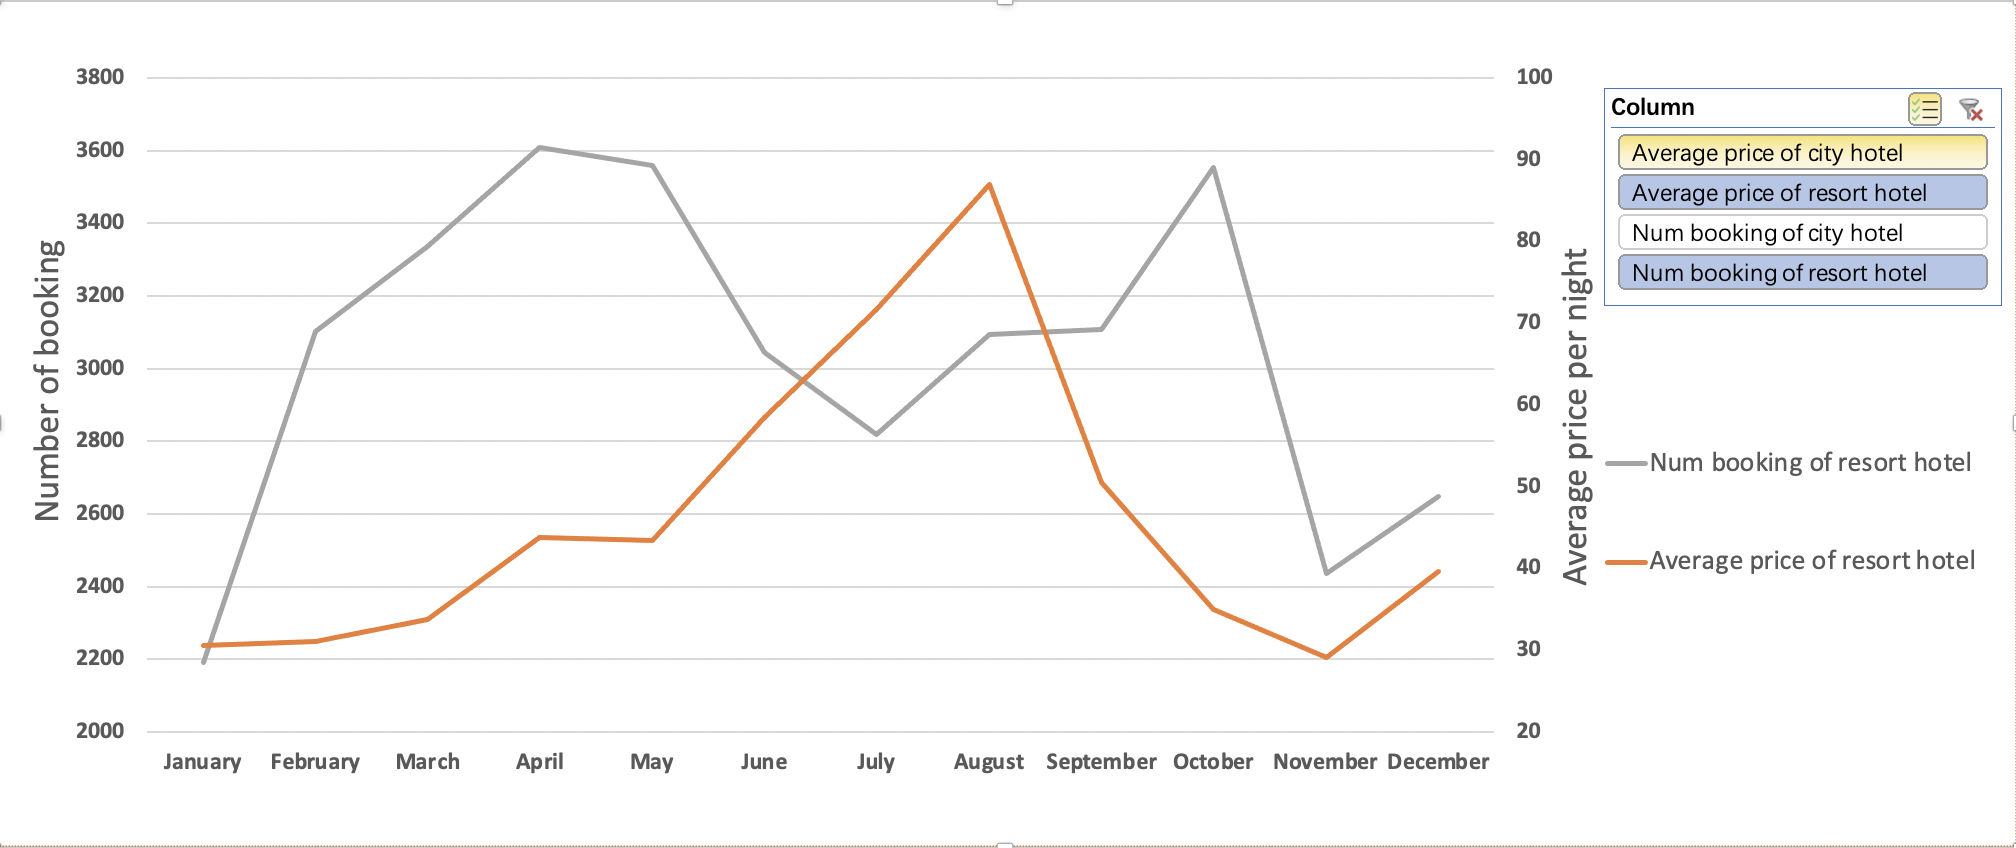 3800
3600
3400
3200
3000
2800
2600
2400
2200
2000
Number of booking
January February March April May June July August September October November December
100
90
80
70
60
50
40
30
20
Average price per night
Column
Average price of city hotel
Average price of resort hotel
Num booking of city hotel
Num booking of resort hotel
Num booking of resort hotel
Average price of resort hotel